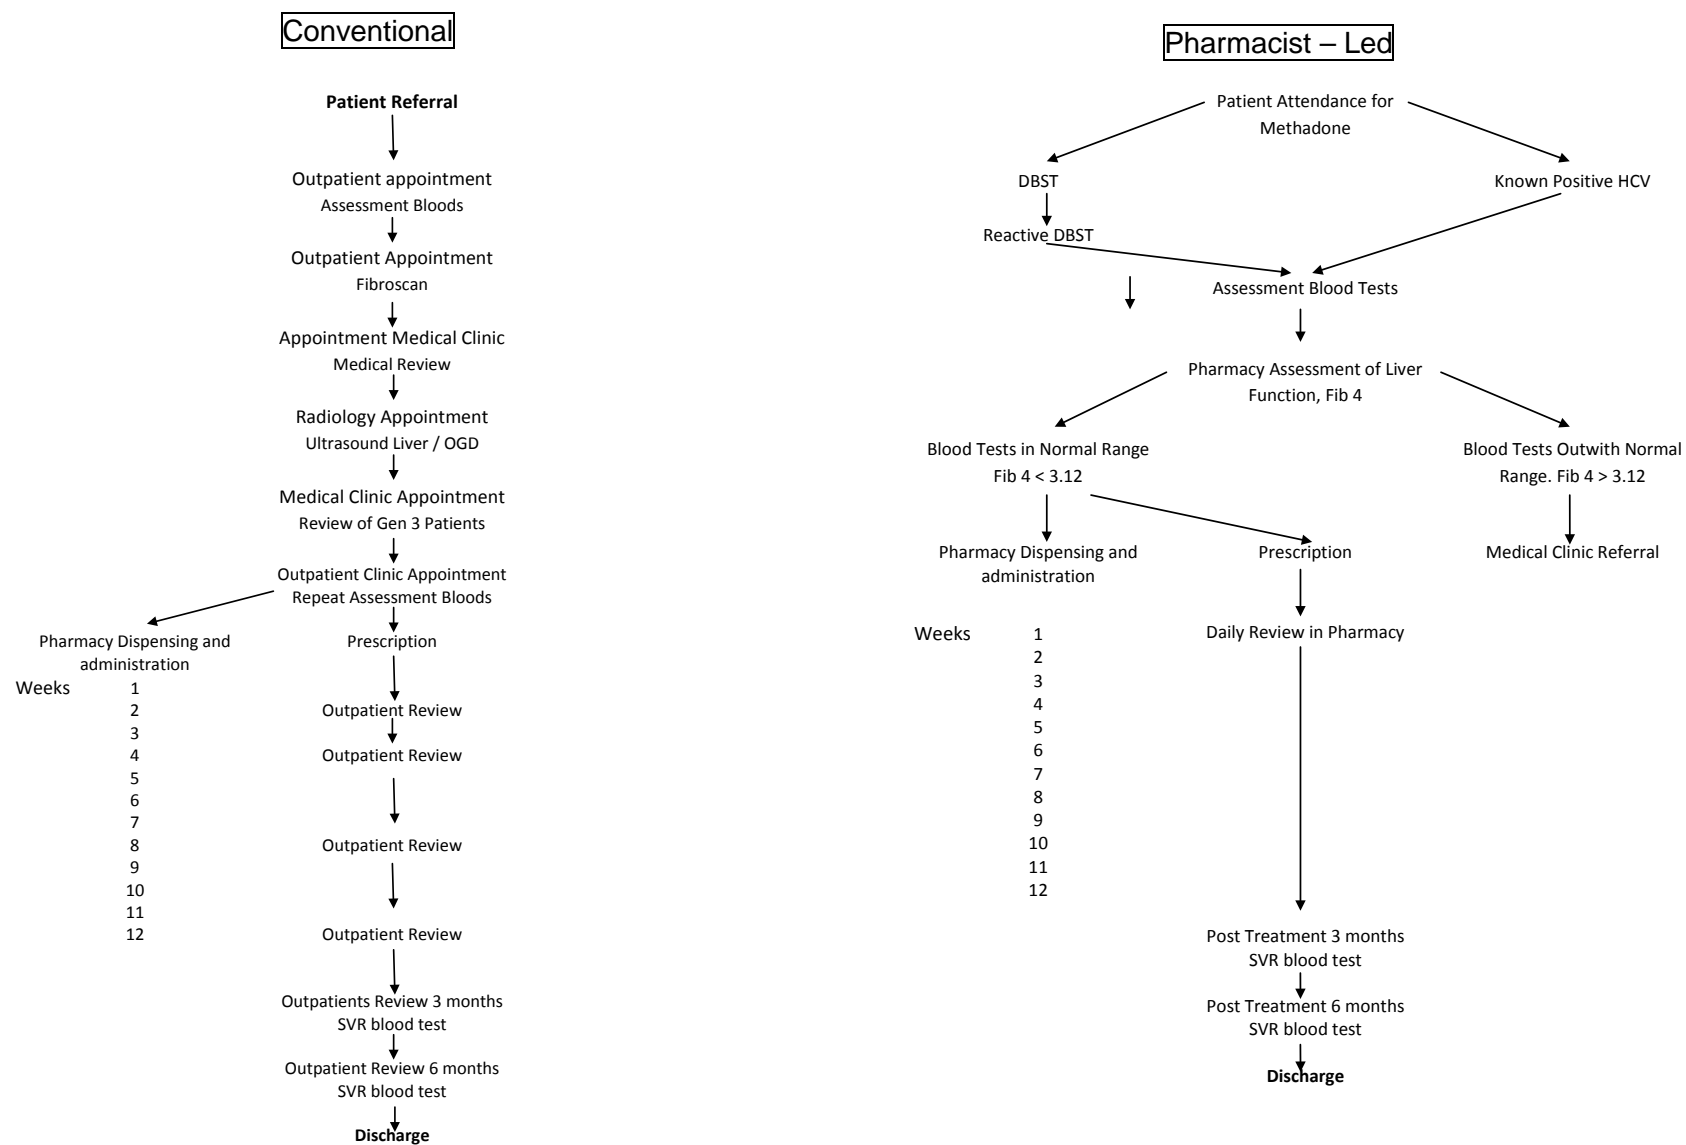 Conventional
Patient Referral
Outpatient appointment
Assessment Bloods
Outpatient Appointment
Fibroscan
Appointment Medical Clinic
Medical Review
Radiology Appointment
Ultrasound Liver / OGD
Medical Clinic Appointment
Review of Gen 3 Patients
Outpatient Clinic Appointment
Repeat Assessment Bloods
Pharmacy Dispensing and
administration
Prescription
Weeks
1
2
3
4
5
6
7
8
9
10
11
12
Outpatient Review
Outpatient Review
Outpatient Review
Outpatient Review
Outpatients Review 3 months
SVR blood test
Outpatient Review 6 months
SVR blood test
Discharge
Pharmacist – Led
Patient Attendance for
Methadone
DBST
Known Positive HCV
Reactive DBST
Assessment Blood Tests
Pharmacy Assessment of Liver
Function, Fib 4
Blood Tests in Normal Range
Fib 4 < 3.12
Blood Tests Outwith Normal
Range. Fib 4 > 3.12
Pharmacy Dispensing and
administration
Prescription
Medical Clinic Referral
Weeks
1
2
3
4
5
6
7
8
9
10
11
12
Daily Review in Pharmacy
Post Treatment 3 months
SVR blood test
Post Treatment 6 months
SVR blood test
Discharge